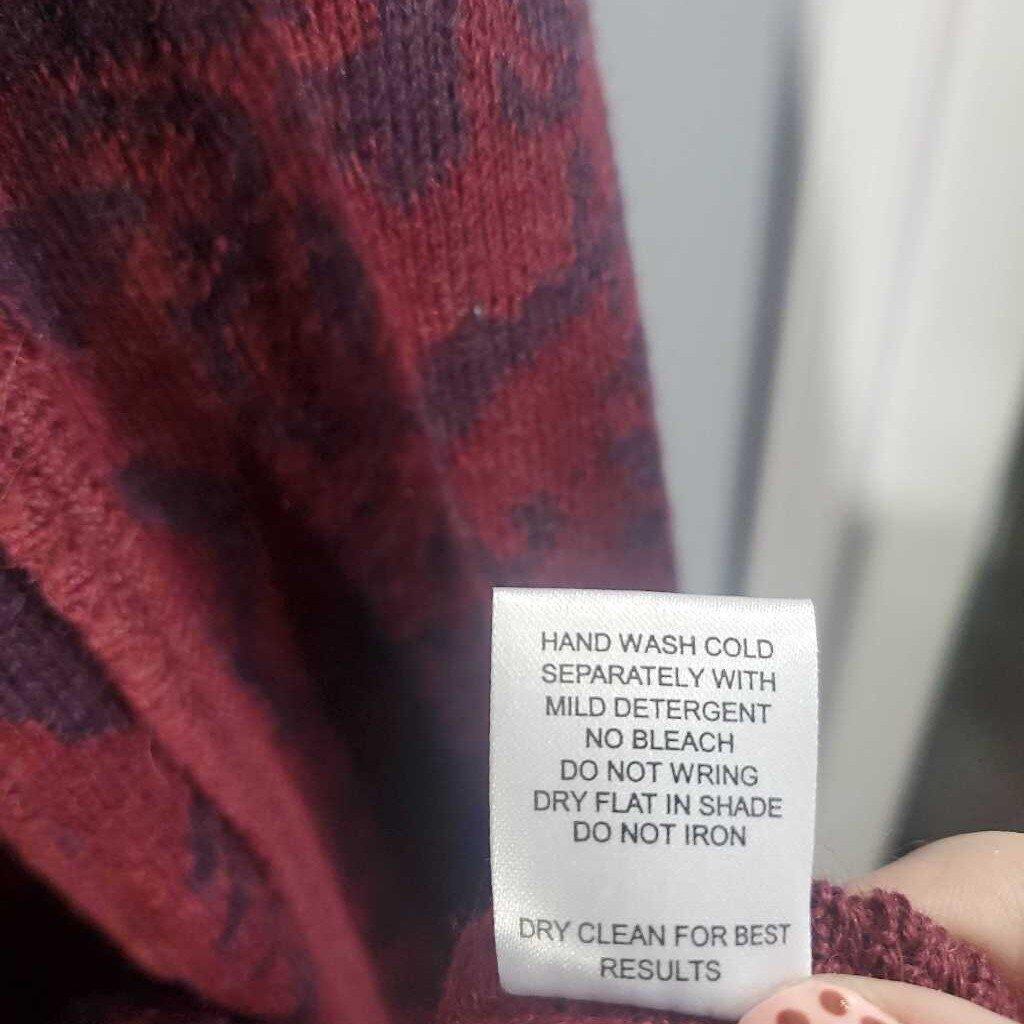 HAND WASH COLD
SEPARATELY WITH
MILD DETERGENT
NO BLEACH
DO NOT WRING
DRY FLAT IN SHADE
DO NOT IRON
DRY CLEAN FOR BEST
RESULTS